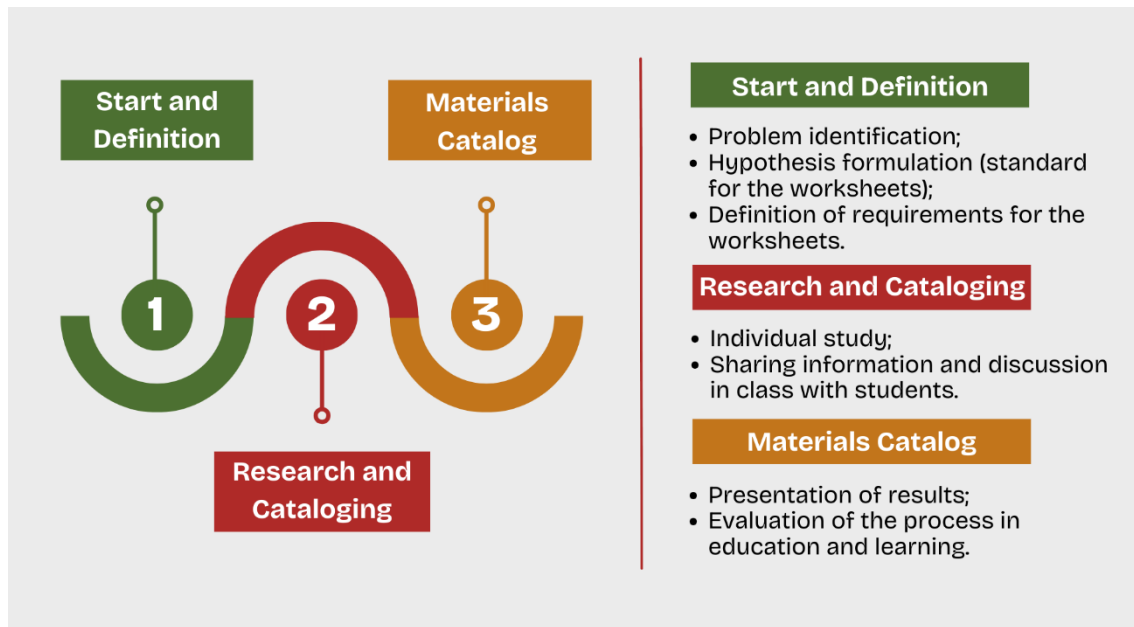 Start and
Definition
Materials
Catalog
1
2
3
Research and
Cataloging
Start and Definition
• Problem identification;
• Hypothesis formulation (standard
for the worksheets);
• Definition of requirements for the
worksheets.
Research and Cataloging
• Individual study;
• Sharing information and discussion
in class with students.
Materials Catalog
• Presentation of results;
• Evaluation of the process in
education and learning.